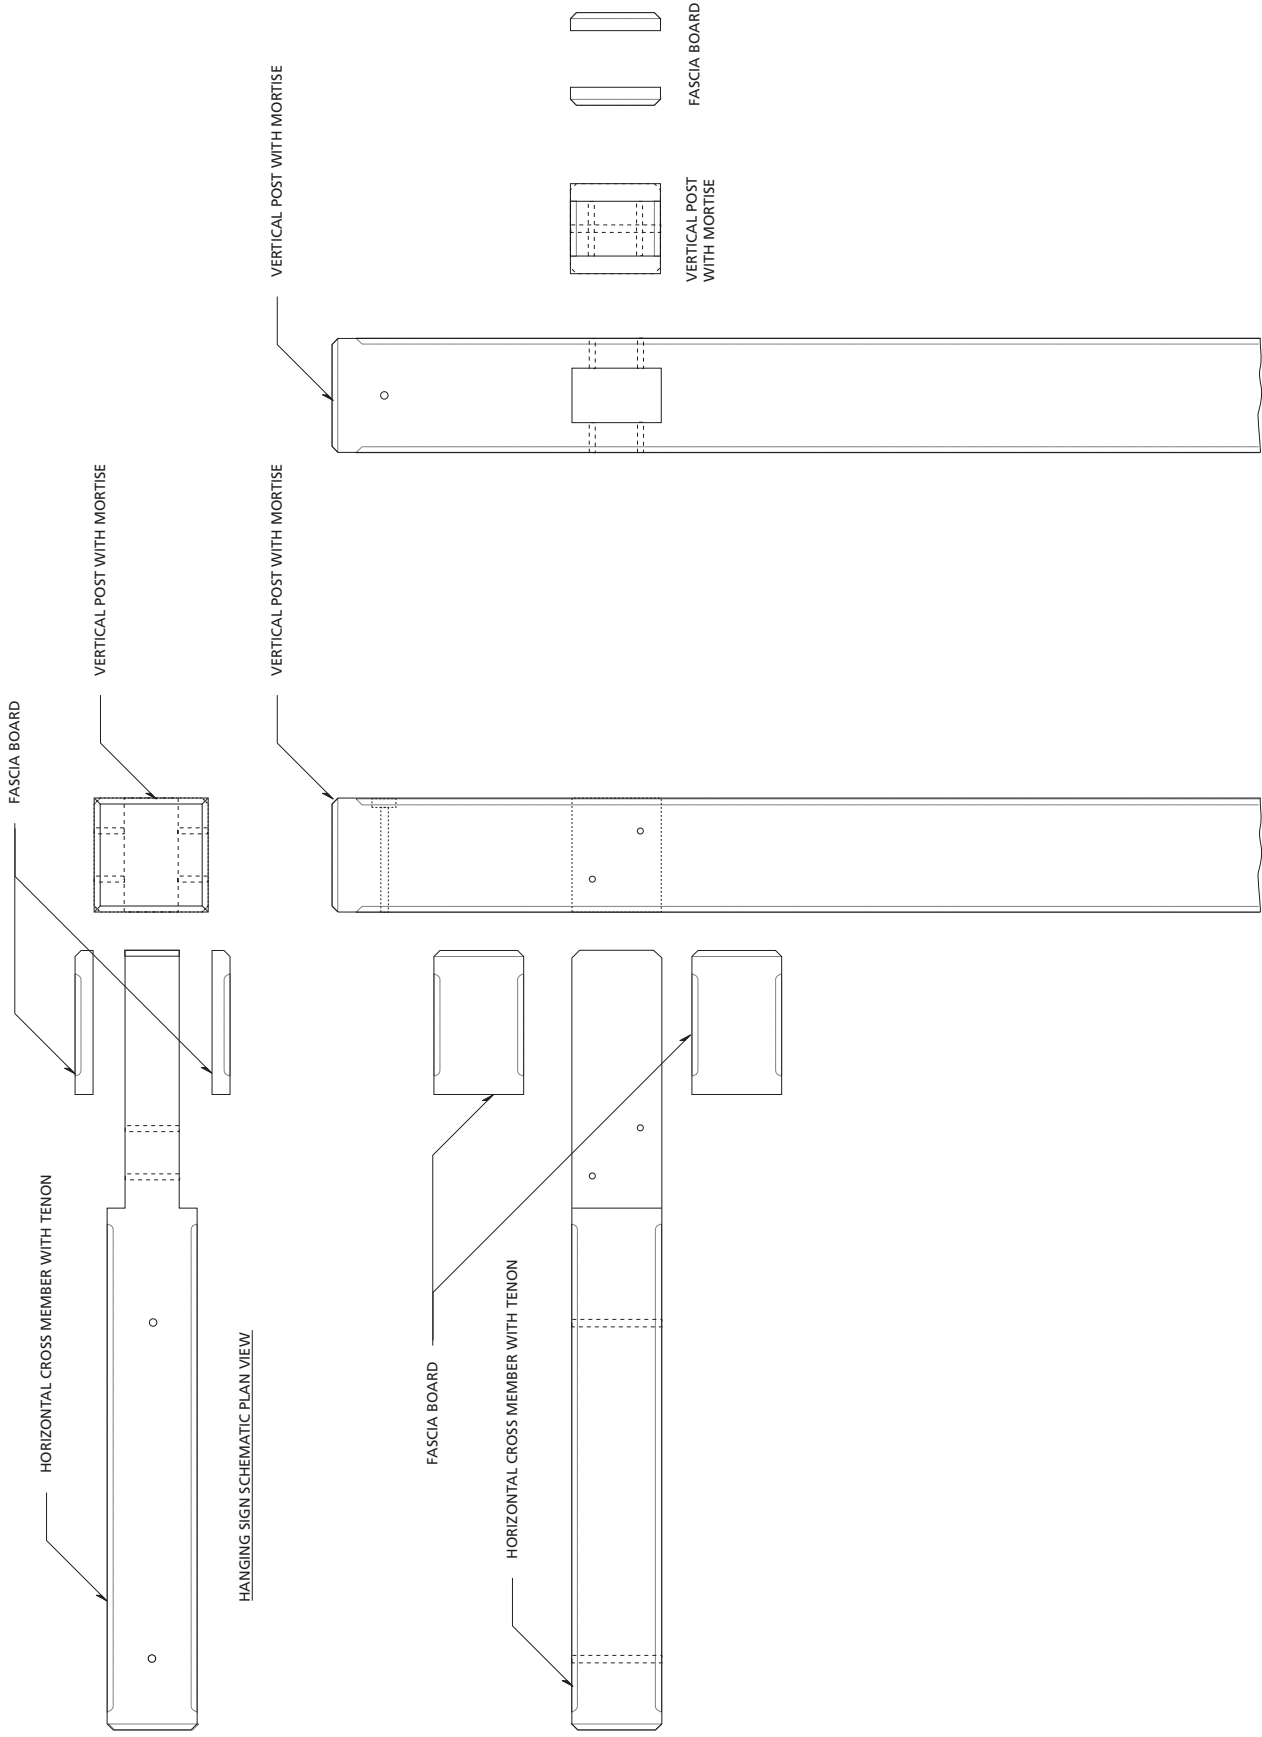 FASCIA BOARD
VERTICAL POST WITH MORTISE
HORIZONTAL CROSS MEMBER WITH TENON
HANGING SIGN SCHEMATIC PLAN VIEW
VERTICAL POST WITH MORTISE
VERTICAL POST WITH MORTISE
FASCIA BOARD
HORIZONTAL CROSS MEMBER WITH TENON
VERTICAL POST
WITH MORTISE
FASCIA BOARD